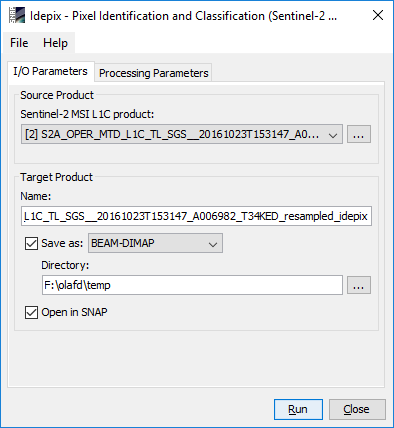 Idepix - Pixel Identification and Classification (Sentinel-2 ...
File Help
I/O Parameters Processing Parameters
Source Product
Sentinel-2 MSI L1C product:
[2] S2A_OPER_MTD_L1C_TL_SGS__20161023T153147_A0... ...
Target Product
Name:
L1C_TL_SGS__20161023T153147_A006982_T34KED_resampled_idepix
Save as: BEAM-DIMAP
Directory:
F:\olafd\temp ...
Open in SNAP
Run Close